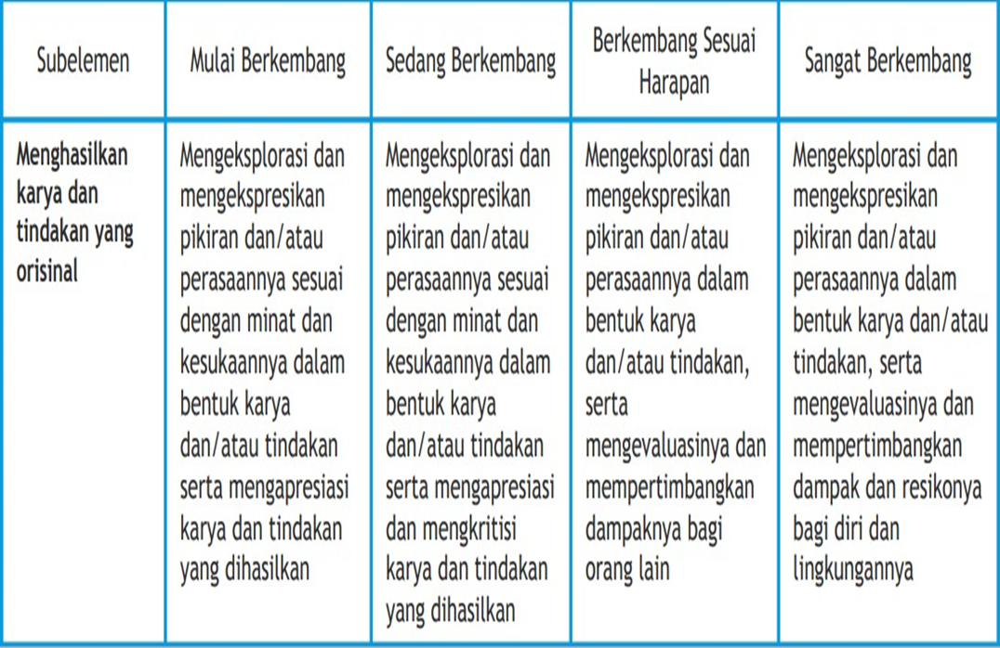 Subelemen
Mulai Berkembang
Sedang Berkembang
Berkembang Sesuai
Harapan
Sangat Berkembang
Menghasilkan
karya dan
tindakan yang
orisinal
Mengeksplorasi dan
mengekspresikan
pikiran dan/atau
perasaannya sesuai
dengan minat dan
kesukaannya dalam
bentuk karya
dan/atau tindakan
serta mengapresiasi
karya dan tindakan
yang dihasilkan
Mengeksplorasi dan
mengekspresikan
pikiran dan/atau
perasaannya sesuai
dengan minat dan
kesukaannya dalam
bentuk karya
dan/atau tindakan
serta mengapresiasi
dan mengkritisi
karya dan tindakan
yang dihasilkan
Mengeksplorasi dan
mengekspresikan
pikiran dan/atau
perasaannya dalam
bentuk karya
dan/atau tindakan,
serta
mengevaluasinya dan
mempertimbangkan
dampaknya bagi
orang lain
Mengeksplorasi dan
mengekspresikan
pikiran dan/atau
perasaannya dalam
bentuk karya dan/atau
tindakan, serta
mengevaluasinya dan
mempertimbangkan
dampak dan resikonya
bagi diri dan
lingkungannya